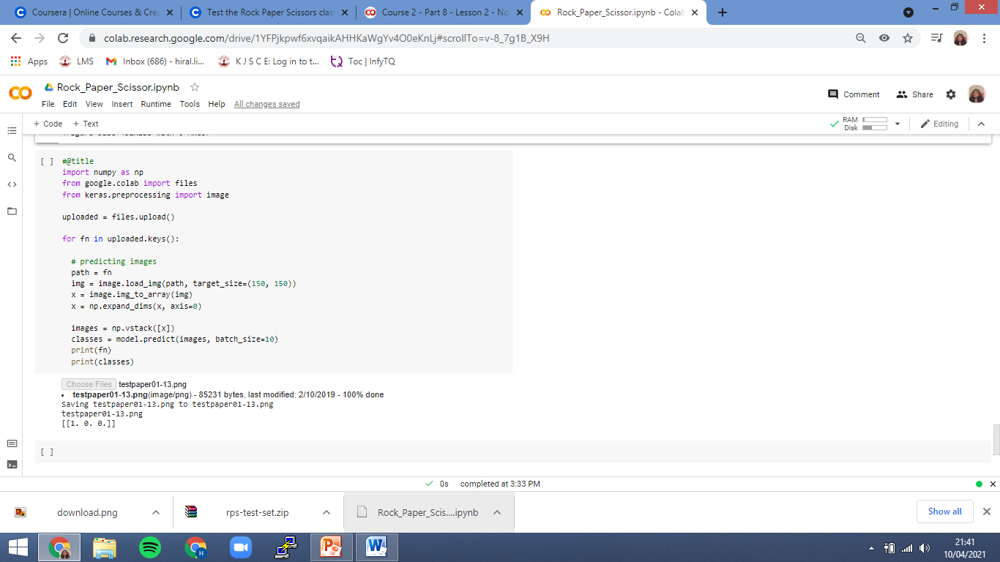 Coursera | Online Courses & Cre
Test the Rock Paper Scissors clas
Course 2 - Part 8 - Lesson 2 - No
Rock_Paper_Scissor.ipynb - Colab
colab.research.google.com/drive/1YFPjkpwf6xvqaikAHHKaWgYv4O0eKnLj#scrollTo=v-8_7g1B_X9H
Apps
LMS
Inbox (686) - hiral.li...
K J S C E: Log in to t...
Toc | InfyTQ
Rock_Paper_Scissor.ipynb
File Edit View Insert Runtime Tools Help All changes saved
Comment
Share
+ Code + Text
RAM
Disk
Editing
[ ] #@title
import numpy as np
from google.colab import files
from keras.preprocessing import image
uploaded = files.upload()
for fn in uploaded.keys():
# predicting images
path = fn
img = image.load_img(path, target_size=(150, 150))
x = image.img_to_array(img)
x = np.expand_dims(x, axis=0)
images = np.vstack([x])
classes = model.predict(images, batch_size=10)
print(fn)
print(classes)
Choose Files testpaper01-13.png
• testpaper01-13.png(image/png) - 85231 bytes, last modified: 2/10/2019 - 100% done
Saving testpaper01-13.png to testpaper01-13.png
testpaper01-13.png
[[1. 0. 0.]]
[ ]
0s completed at 3:33 PM
download.png
rps-test-set.zip
Rock_Paper_Scis....ipynb
Show all
21:41
10/04/2021